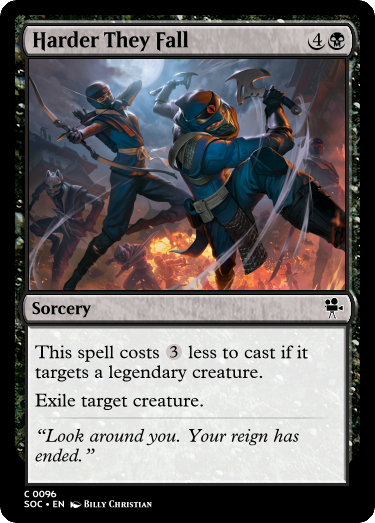 Harder They Fall 4
Sorcery
This spell costs 3 less to cast if it
targets a legendary creature.
Exile target creature.
“Look around you. Your reign has
ended.”
C 0096
SOC • EN Billy Christian